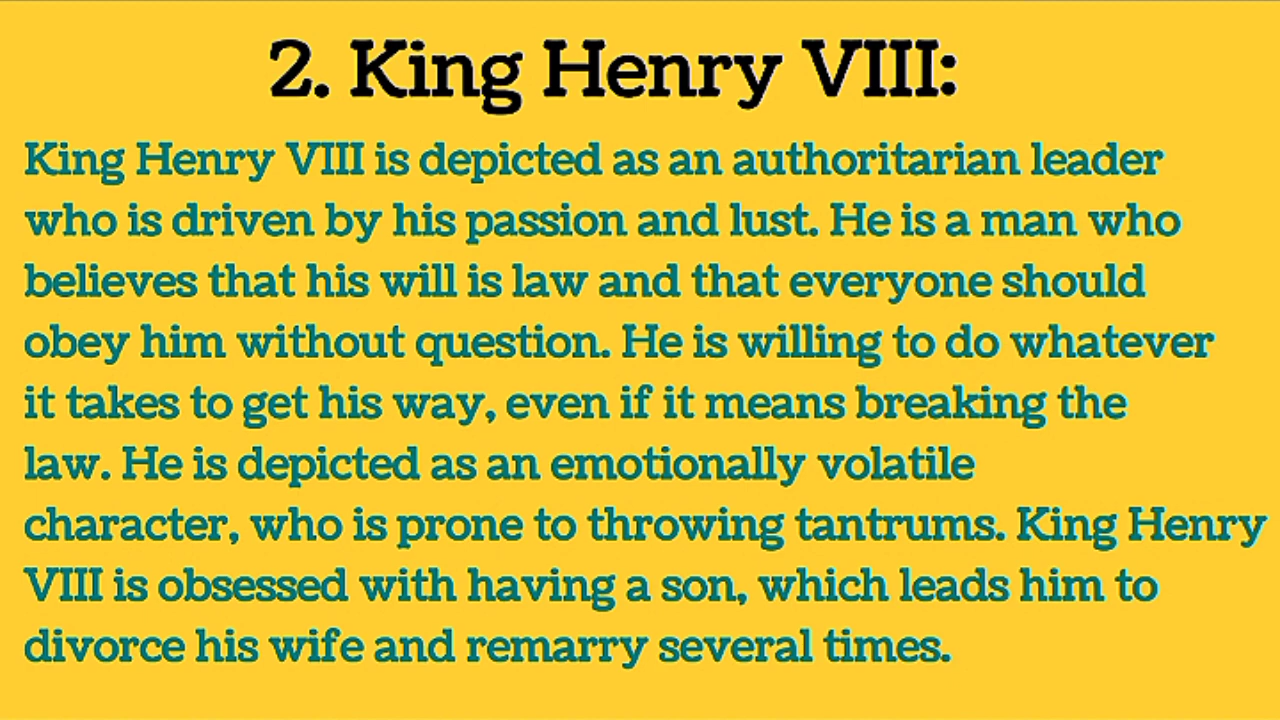 2. King Henry VIII:
King Henry VIII is depicted as an authoritarian leader
who is driven by his passion and lust. He is a man who
believes that his will is law and that everyone should
obey him without question. He is willing to do whatever
it takes to get his way, even if it means breaking the
law. He is depicted as an emotionally volatile
character, who is prone to throwing tantrums. King Henry
VIII is obsessed with having a son, which leads him to
divorce his wife and remarry several times.